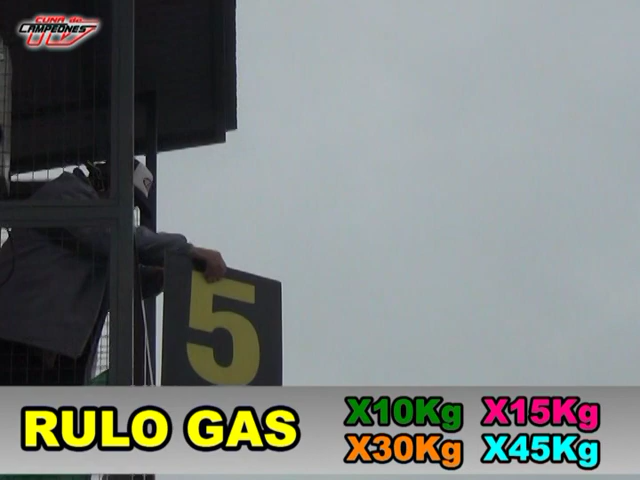 CUNA de
CAMPEONES
5
RULO GAS
X10Kg X15Kg
X30Kg X45Kg